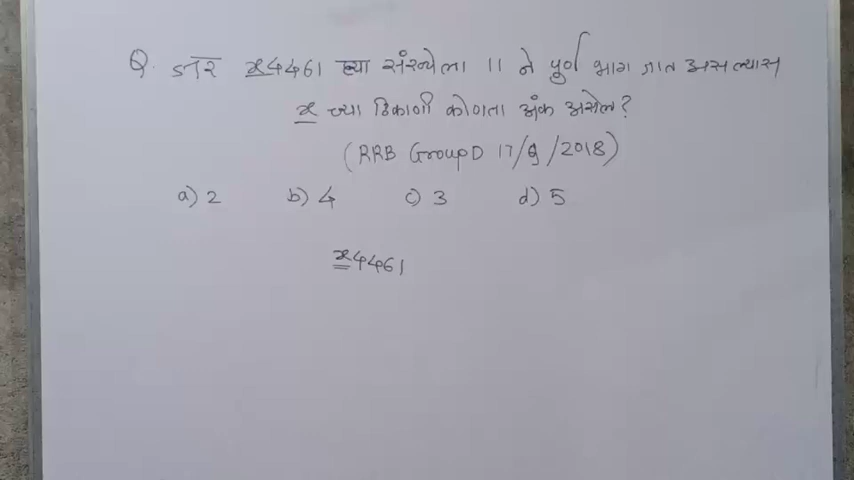 Q. जर x4461 ह्या संख्येला 11 ने पुर्ण भाग जात असल्यास
x च्या ठिकाणी कोणता अंक असेल?
(RRB GroupD 17/9/2018)
a) 2 b) 4 c) 3 d) 5
x4461